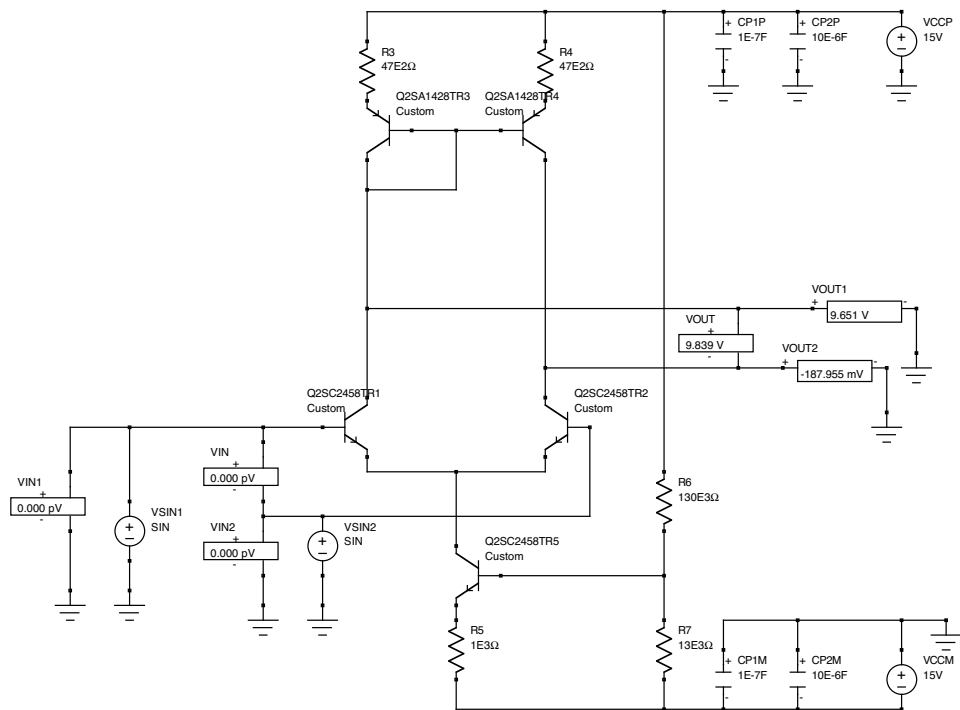 CP1P
1E-7F
CP2P
10E-6F
VCCP
15V
R3
47E2Ω
R4
47E2Ω
Q2SA1428TR3
Custom
Q2SA1428TR4
Custom
VOUT1
9.651 V
VOUT
9.839 V
VOUT2
-187.955 mV
Q2SC2458TR1
Custom
Q2SC2458TR2
Custom
VIN1
0.000 pV
VSIN1
SIN
VIN
0.000 pV
VIN2
0.000 pV
VSIN2
SIN
R6
130E3Ω
Q2SC2458TR5
Custom
R5
1E3Ω
R7
13E3Ω
CP1M
1E-7F
CP2M
10E-6F
VCCM
15V